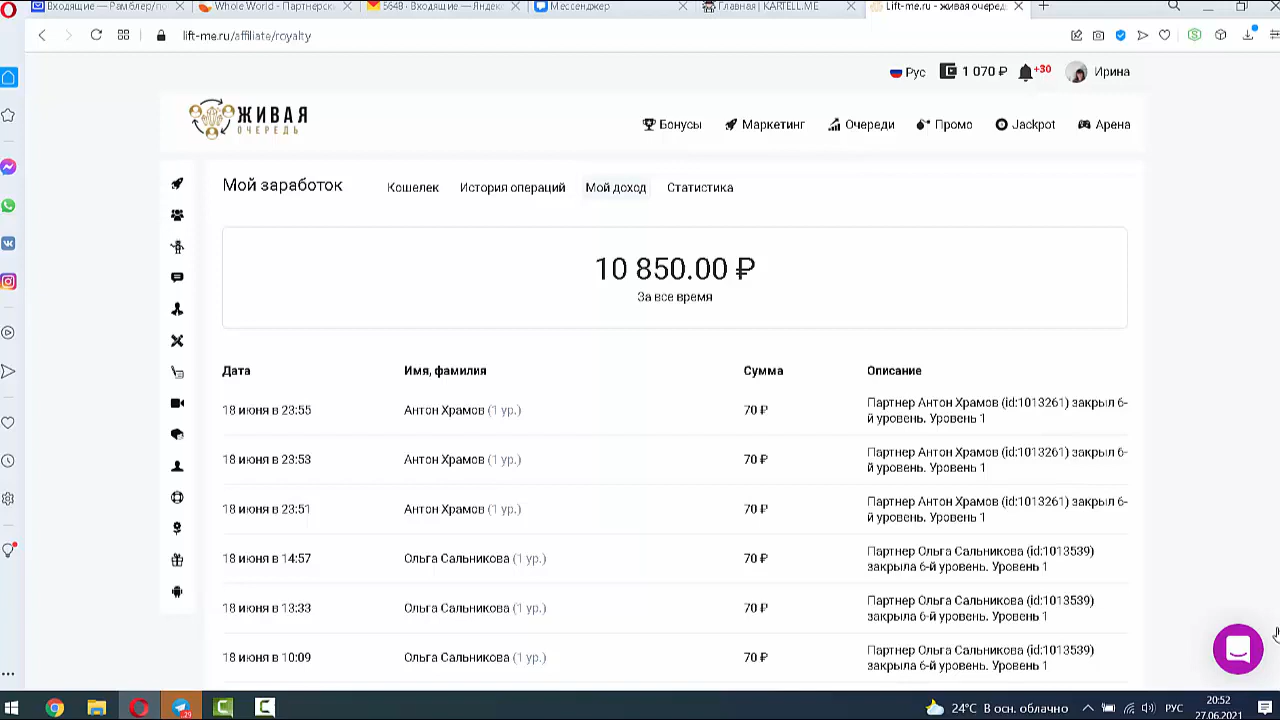 Входящие — Рамблер/по
Whole World - Партнерск
5648 · Входящие — Яндекс
Мессенджер
Главная | KARTELL.ME
Lift-me.ru - живая очередь
lift-me.ru/affiliate/royalty
Рус
1 070 ₽
+30
Ирина
ЖИВАЯ
ОЧЕРЕДЬ
Бонусы
Маркетинг
Очереди
Промо
Jackpot
Арена
Мой заработок
Кошелек
История операций
Мой доход
Статистика
10 850.00 ₽
За все время
Дата Имя, фамилия Сумма Описание
18 июня в 23:55 Антон Храмов (1 ур.) 70 ₽ Партнер Антон Храмов (id:1013261) закрыл 6-
й уровень. Уровень 1
18 июня в 23:53 Антон Храмов (1 ур.) 70 ₽ Партнер Антон Храмов (id:1013261) закрыл 6-
й уровень. Уровень 1
18 июня в 23:51 Антон Храмов (1 ур.) 70 ₽ Партнер Антон Храмов (id:1013261) закрыл 6-
й уровень. Уровень 1
18 июня в 14:57 Ольга Сальникова (1 ур.) 70 ₽ Партнер Ольга Сальникова (id:1013539)
закрыла 6-й уровень. Уровень 1
18 июня в 13:33 Ольга Сальникова (1 ур.) 70 ₽ Партнер Ольга Сальникова (id:1013539)
закрыла 6-й уровень. Уровень 1
18 июня в 10:09 Ольга Сальникова (1 ур.) 70 ₽ Партнер Ольга Сальникова (id:1013539)
закрыла 6-й уровень. Уровень 1
29
24°C В осн. облачно
РУС
20:52
27.06.2021